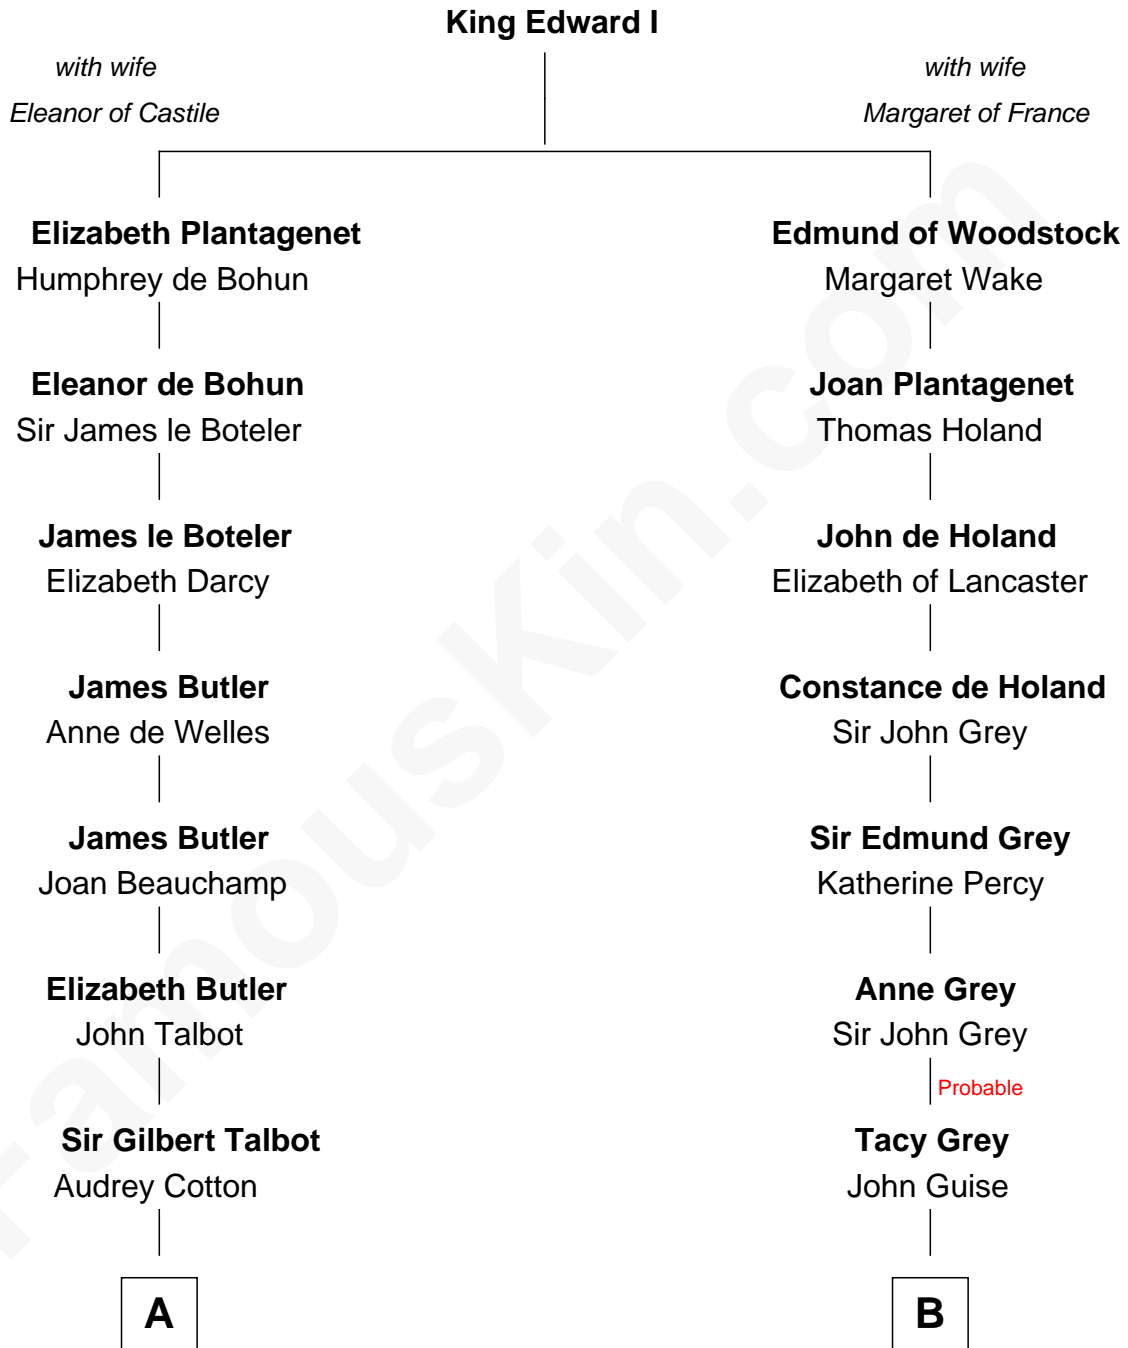 King Edward I
with wife
Eleanor of Castile
with wife
Margaret of France
Elizabeth Plantagenet
Humphrey de Bohun
Edmund of Woodstock
Margaret Wake
Eleanor de Bohun
Sir James le Boteler
Joan Plantagenet
Thomas Holand
James le Boteler
Elizabeth Darcy
John de Holand
Elizabeth of Lancaster
James Butler
Anne de Welles
Constance de Holand
Sir John Grey
James Butler
Joan Beauchamp
Sir Edmund Grey
Katherine Percy
Elizabeth Butler
John Talbot
Anne Grey
Sir John Grey
Probable
Sir Gilbert Talbot
Audrey Cotton
Tacy Grey
John Guise
A
B
FamousKin.com